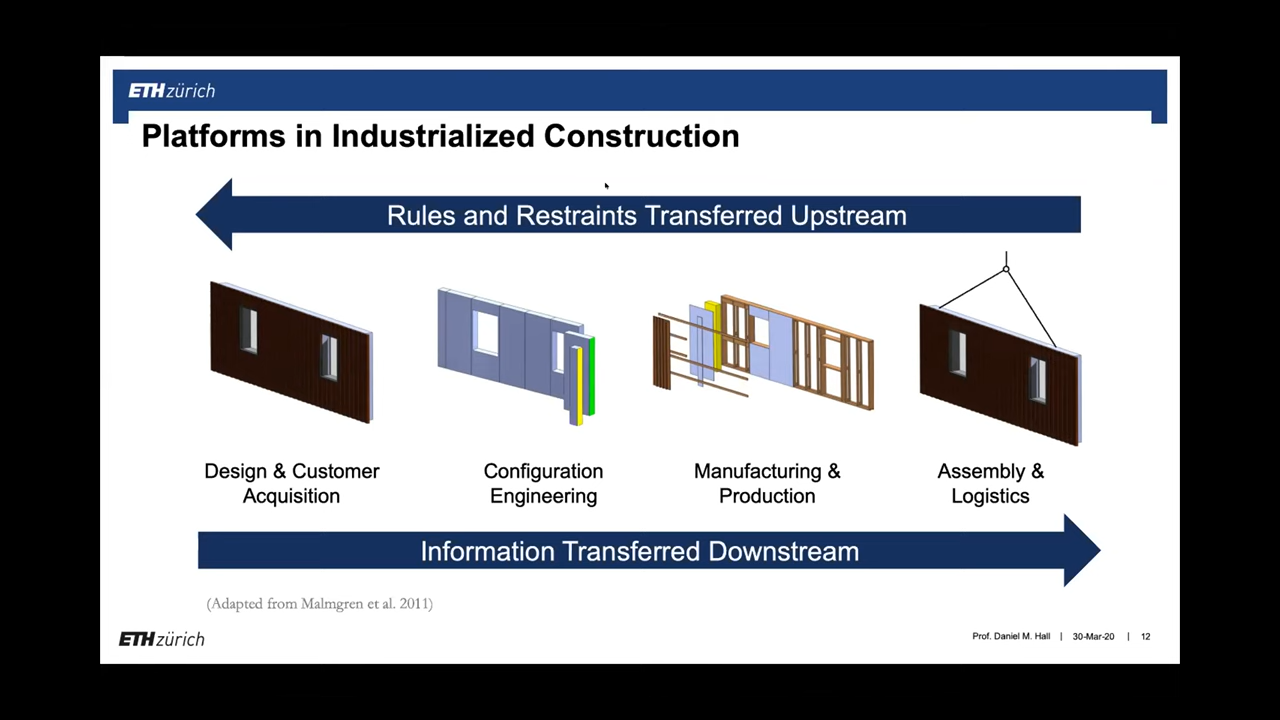 ETH zürich
Platforms in Industrialized Construction
Rules and Restraints Transferred Upstream
Design & Customer
Acquisition
Configuration
Engineering
Manufacturing &
Production
Assembly &
Logistics
Information Transferred Downstream
(Adapted from Malmgren et al. 2011)
ETH zürich
Prof. Daniel M. Hall | 30-Mar-20 | 12